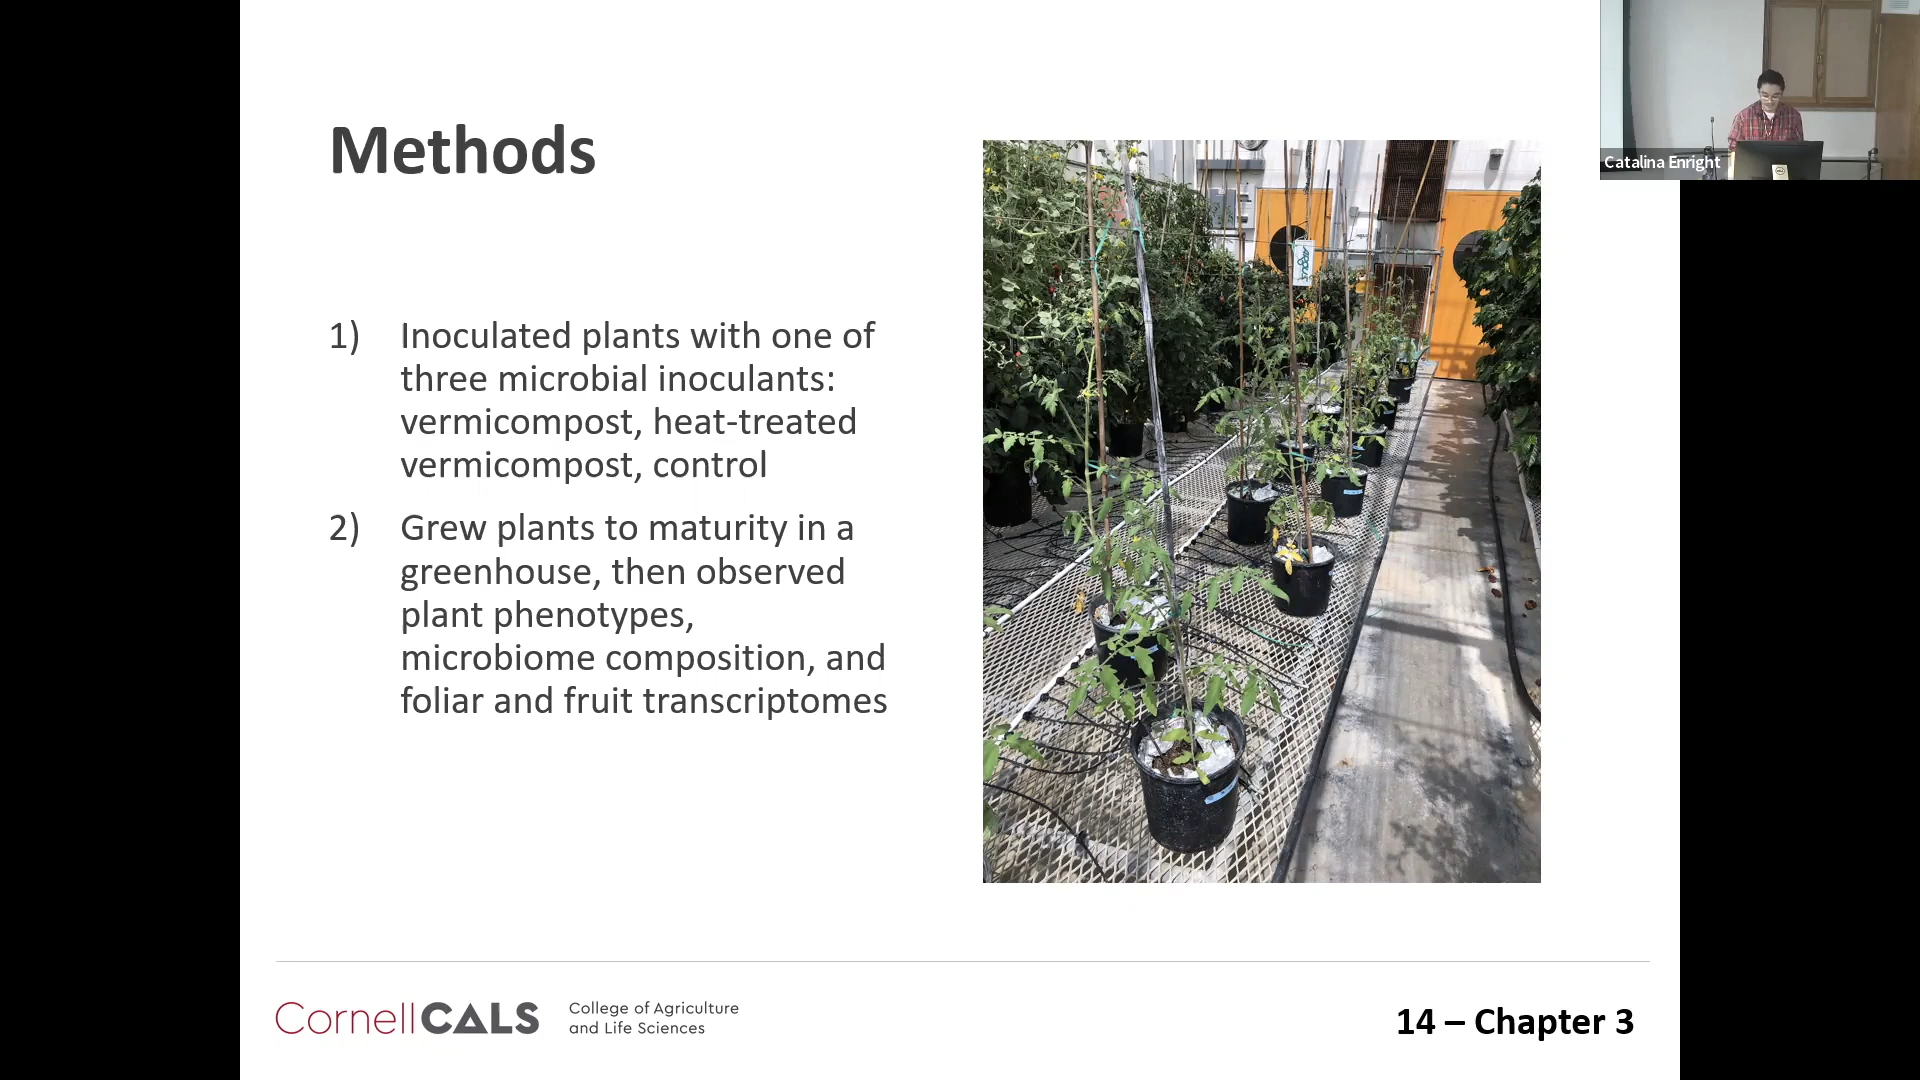 Methods
Catalina Enright
1) Inoculated plants with one of
three microbial inoculants:
vermicompost, heat-treated
vermicompost, control
2) Grew plants to maturity in a
greenhouse, then observed
plant phenotypes,
microbiome composition, and
foliar and fruit transcriptomes
CornellCALS
College of Agriculture
and Life Sciences
14 – Chapter 3